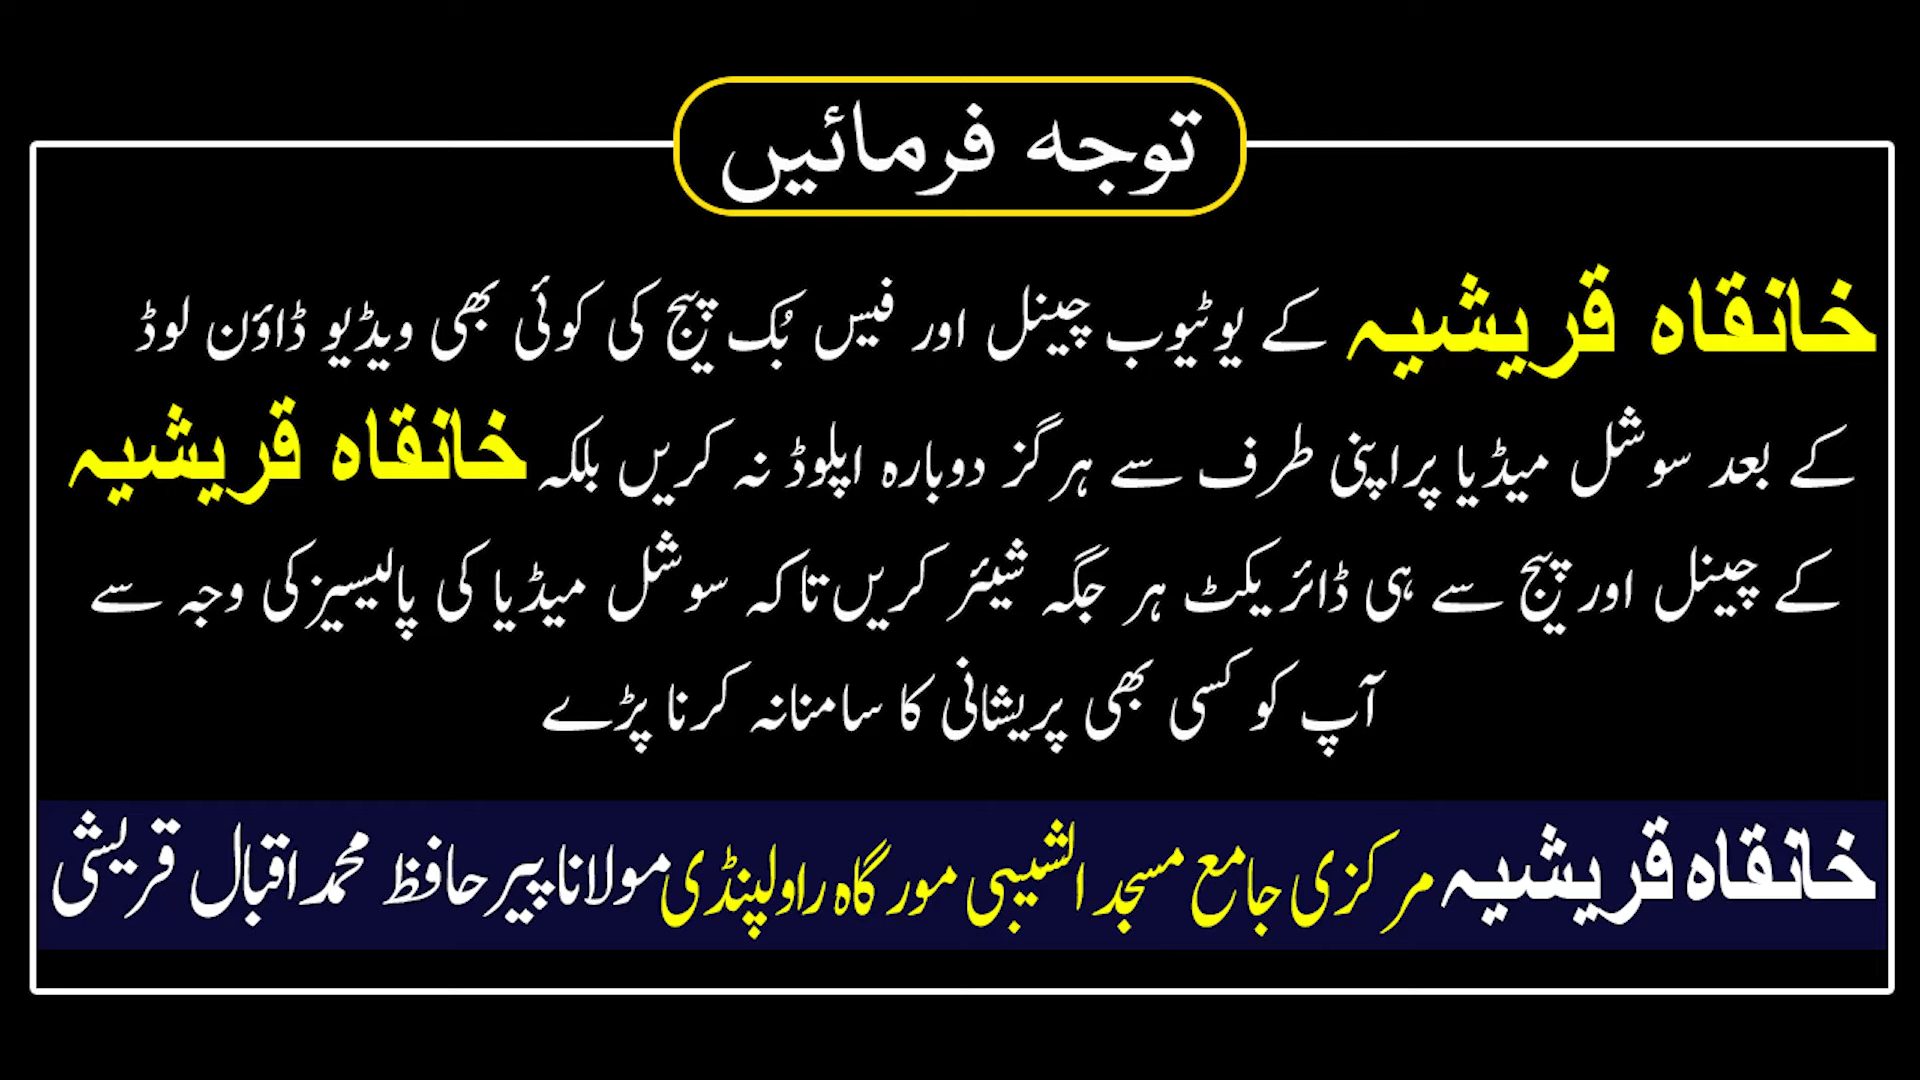 توجہ فرمائیں
خانقاہ قریشیہ کے یوٹیوب چینل اور فیس بُک پیج کی کوئی بھی ویڈیو ڈاؤن لوڈ
کے بعد سوشل میڈیا پراپنی طرف سے ہرگز دوبارہ اپلوڈ نہ کریں بلکہ خانقاہ قریشیہ
کے چینل اور پیج سے ہی ڈائریکٹ ہر جگہ شیئر کریں تاکہ سوشل میڈیا کی پالیسیز کی وجہ سے
آپ کو کسی بھی پریشانی کا سامنا نہ کرنا پڑے
خانقاہ قریشیہ مرکزی جامع مسجد الشیبی مورگاہ راولپنڈی مولانا پیر حافظ محمد اقبال قریشی